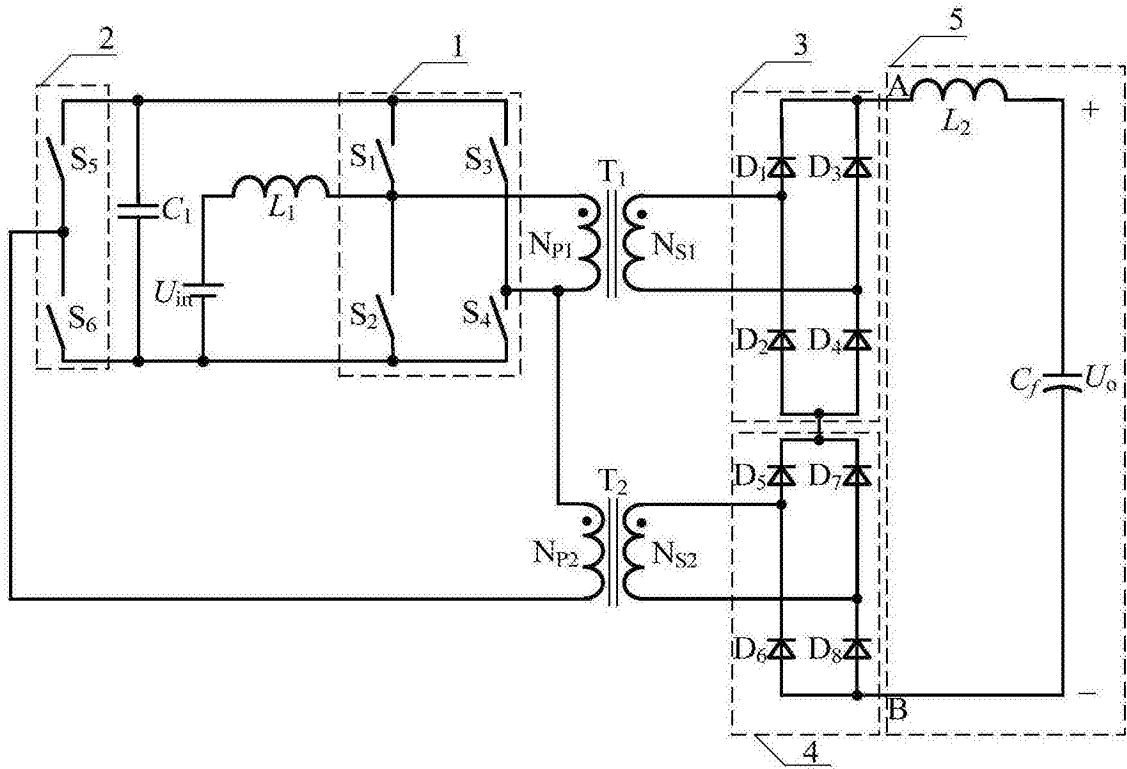 2
1
3
5
A
L2
+
S5
S1
S3
T1
D1
D3
C1
L1
NP1
NS1
Uin
S6
S2
S4
D2
D4
Cf
Uo
D5
D7
T2
NP2
NS2
D6
D8
B
−
4